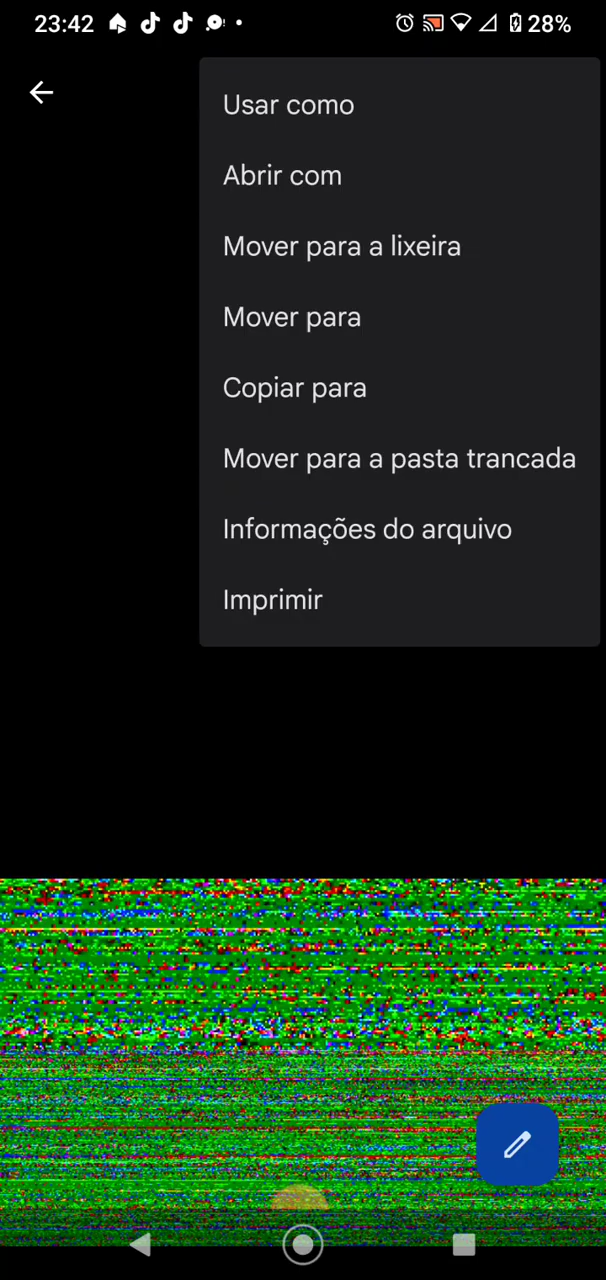 23:42
28%
Usar como
Abrir com
Mover para a lixeira
Mover para
Copiar para
Mover para a pasta trancada
Informações do arquivo
Imprimir